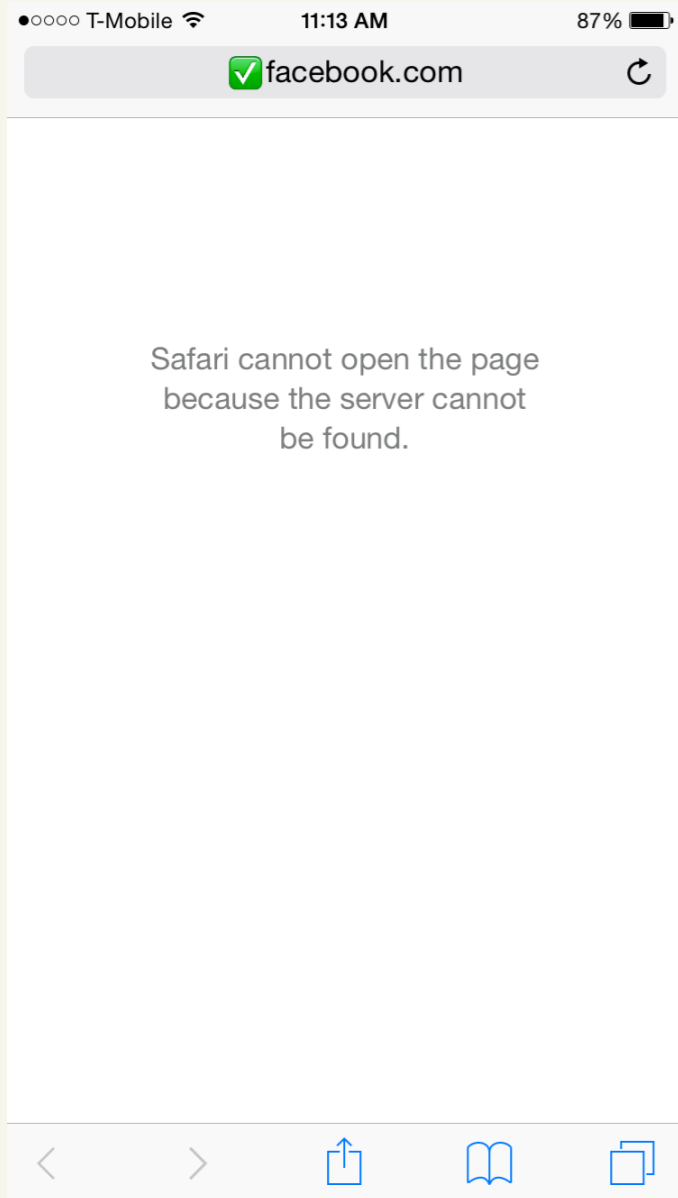 ●○○○○ T-Mobile 11:13 AM 87%
✅facebook.com
Safari cannot open the page
because the server cannot
be found.